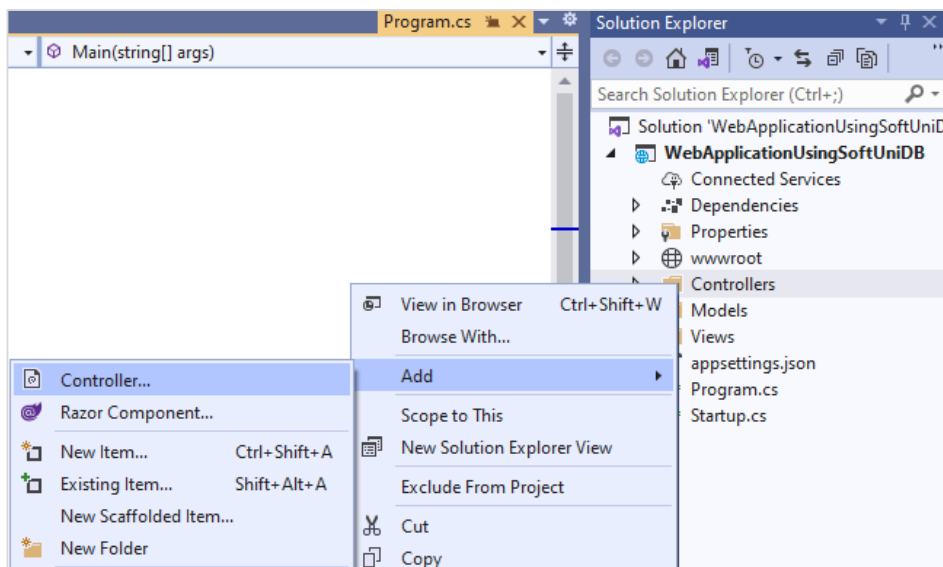 Program.cs
Main(string[] args)
Solution Explorer
Search Solution Explorer (Ctrl+;)
Solution 'WebApplicationUsingSoftUniD
WebApplicationUsingSoftUniDB
Connected Services
Dependencies
Properties
wwwroot
Controllers
Models
Views
appsettings.json
Program.cs
Startup.cs
View in Browser Ctrl+Shift+W
Browse With...
Add
Scope to This
New Solution Explorer View
Exclude From Project
Cut
Copy
Controller...
Razor Component...
New Item... Ctrl+Shift+A
Existing Item... Shift+Alt+A
New Scaffolded Item...
New Folder